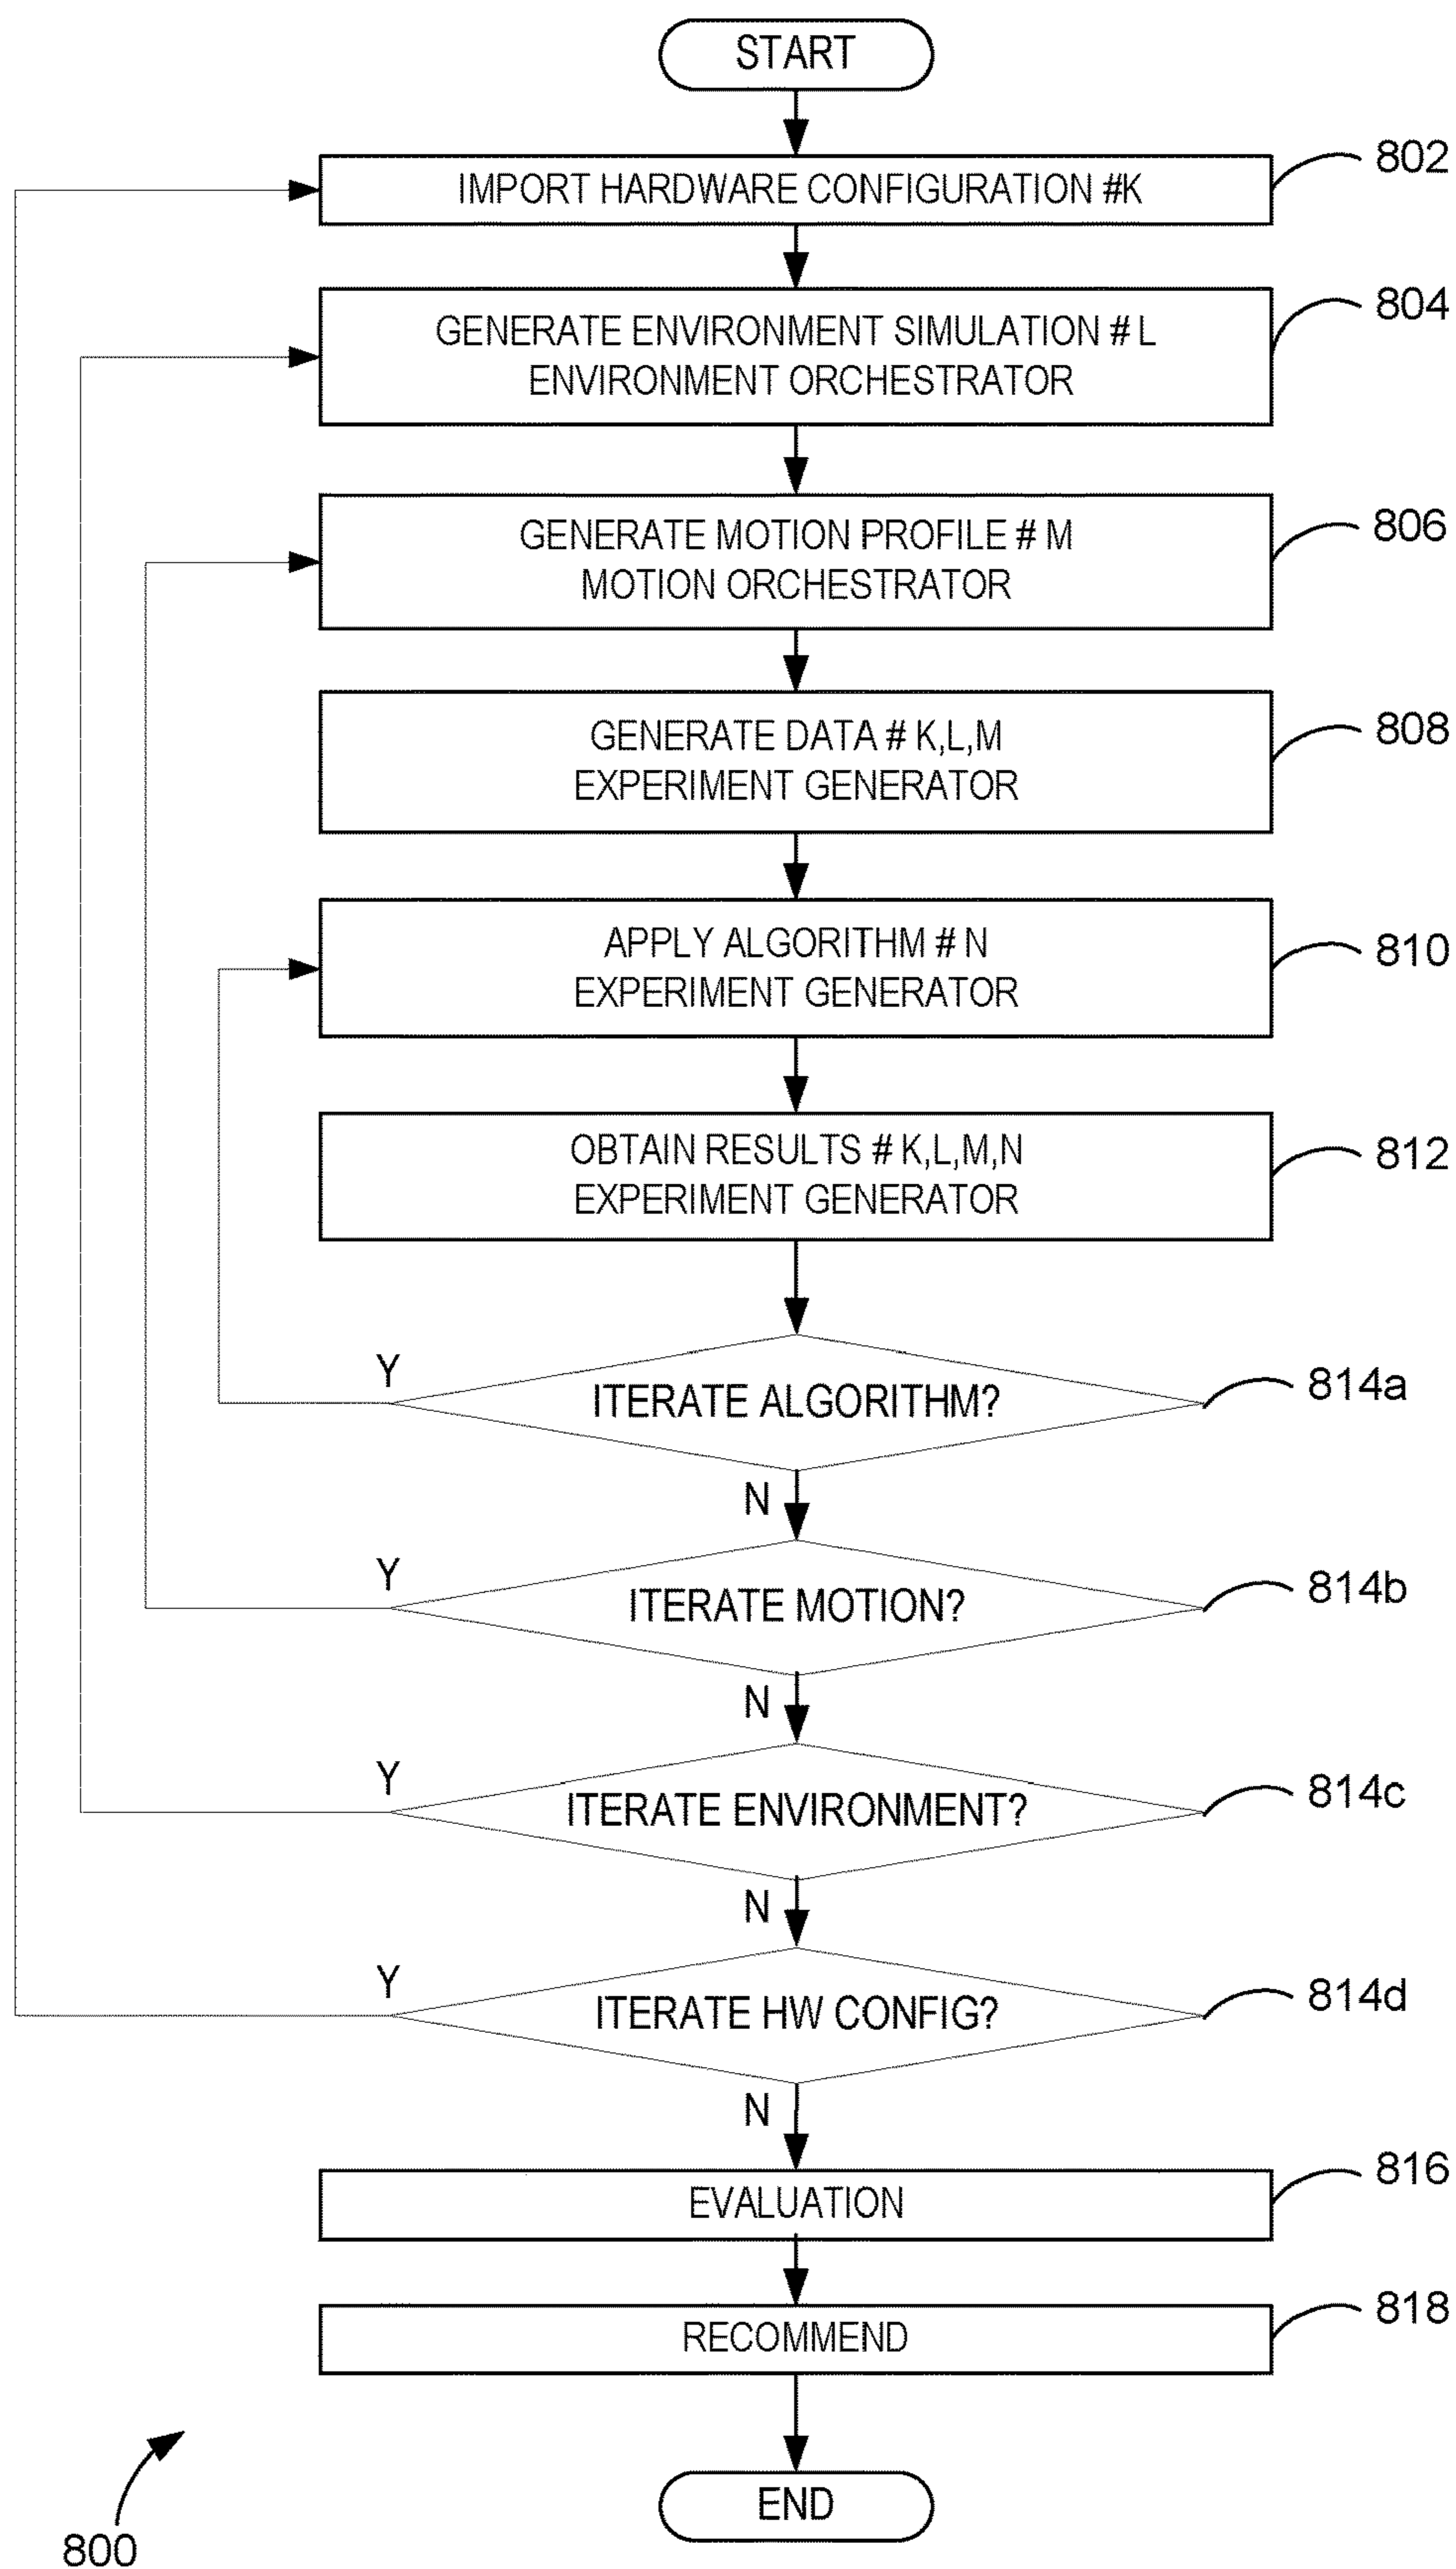 START
IMPORT HARDWARE CONFIGURATION #K
802
GENERATE ENVIRONMENT SIMULATION # L
ENVIRONMENT ORCHESTRATOR
804
GENERATE MOTION PROFILE # M
MOTION ORCHESTRATOR
806
GENERATE DATA # K,L,M
EXPERIMENT GENERATOR
808
APPLY ALGORITHM # N
EXPERIMENT GENERATOR
810
OBTAIN RESULTS # K,L,M,N
EXPERIMENT GENERATOR
812
Y
ITERATE ALGORITHM?
814a
N
Y
ITERATE MOTION?
814b
N
Y
ITERATE ENVIRONMENT?
814c
N
Y
ITERATE HW CONFIG?
814d
N
EVALUATION
816
RECOMMEND
818
END
800